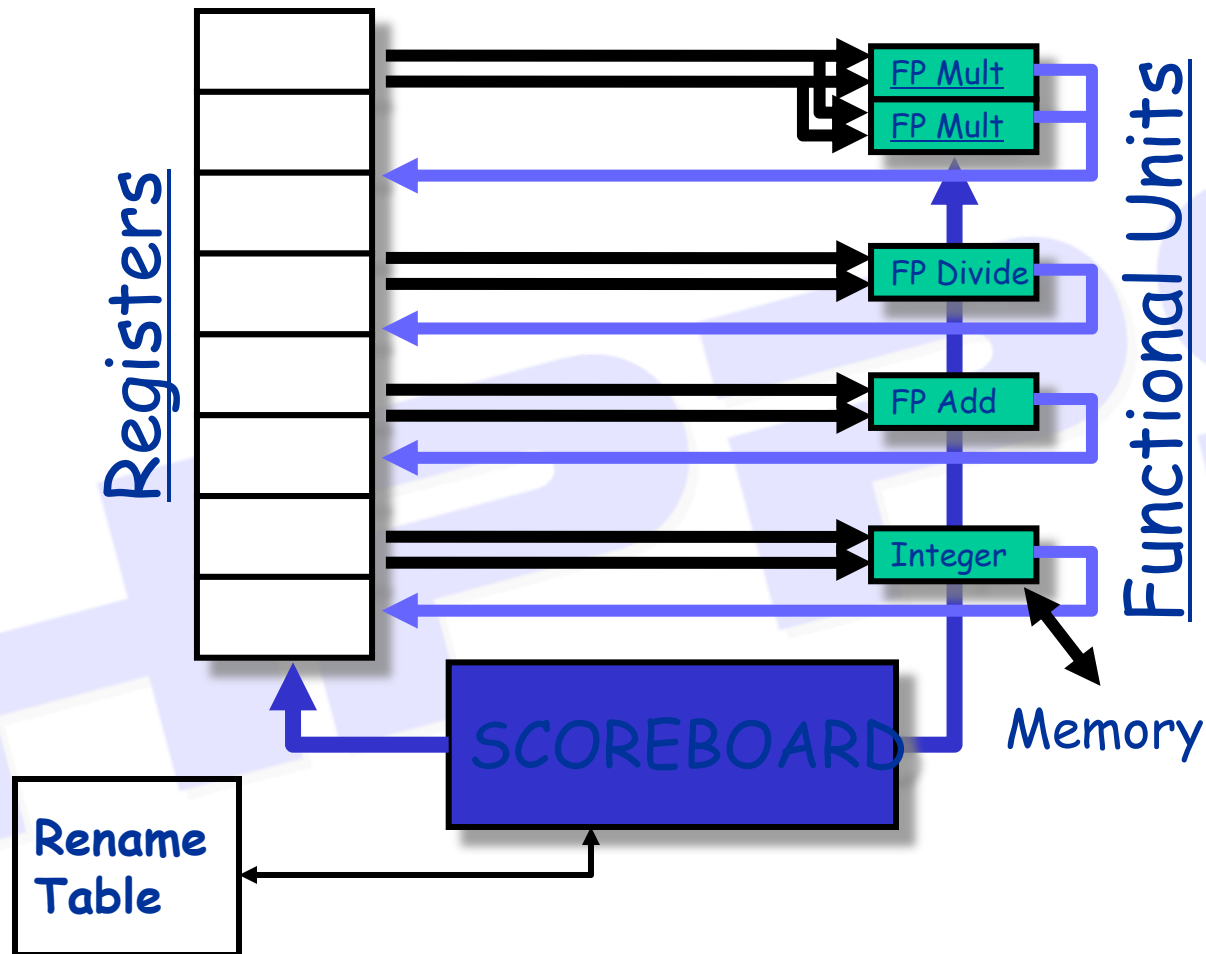 Registers
FP Mult
FP Mult
FP Divide
FP Add
Integer
Functional Units
SCOREBOARD
Memory
Rename
Table